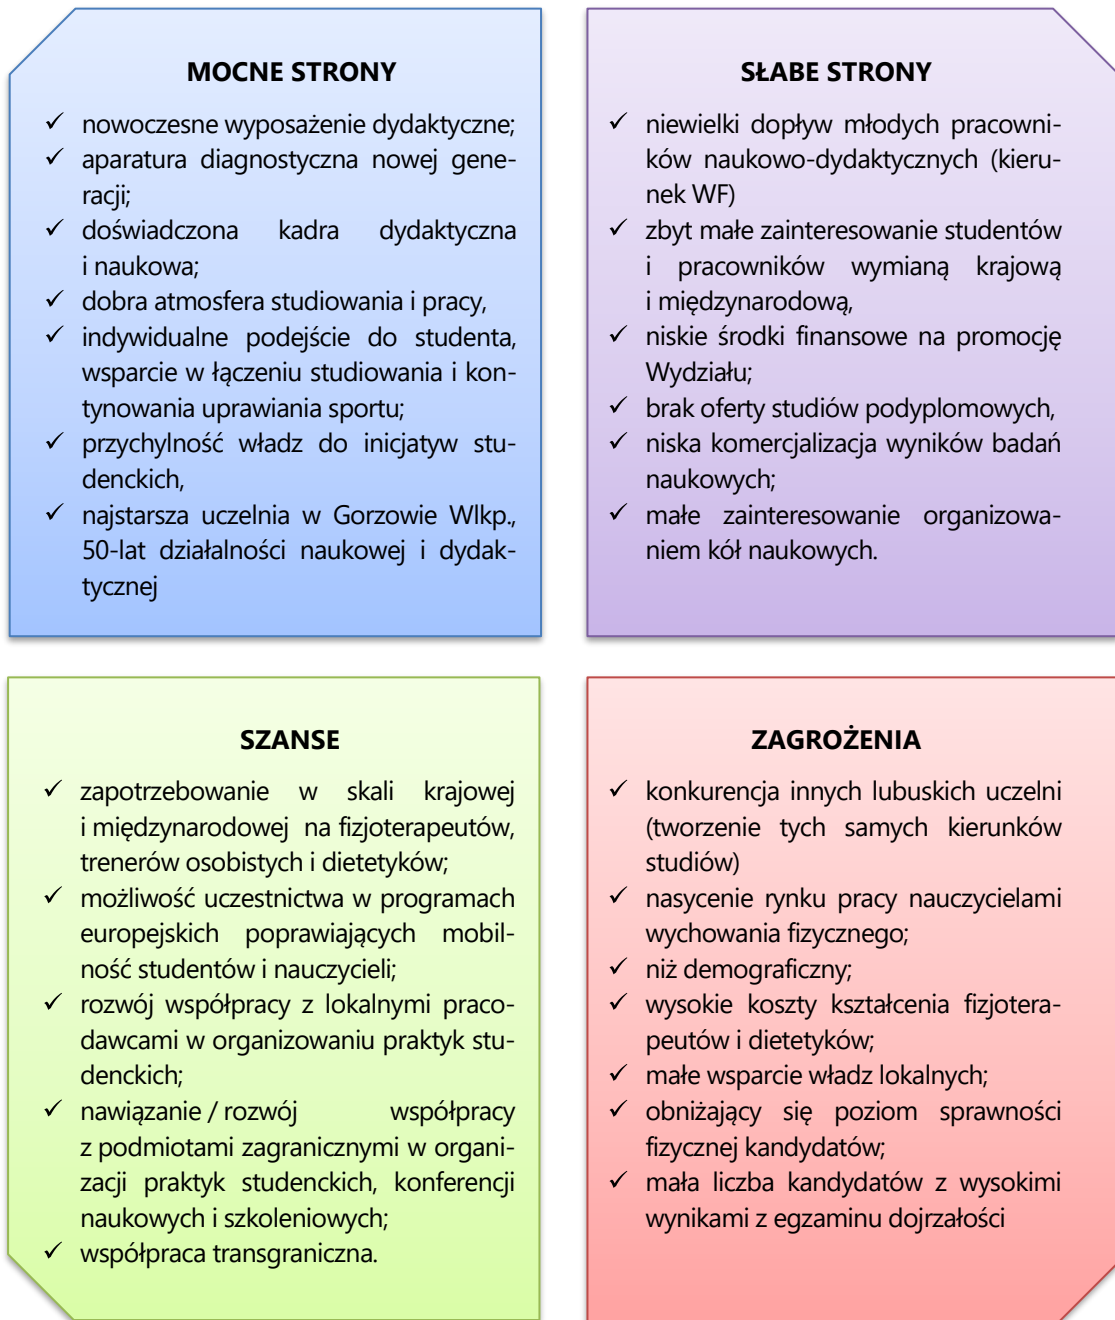 MOCNE STRONY
✓ nowoczesne wyposażenie dydaktyczne;
✓ aparatura diagnostyczna nowej gene-
racji;
✓ doświadczona kadra dydaktyczna
i naukowa;
✓ dobra atmosfera studiowania i pracy,
✓ indywidualne podejście do studenta,
wsparcie w łączeniu studiowania i kon-
tynowania uprawiania sportu;
✓ przychylność władz do inicjatyw stu-
denckich,
✓ najstarsza uczelnia w Gorzowie Wlkp.,
50-lat działalności naukowej i dydak-
tycznej
SŁABE STRONY
✓ niewielki dopływ młodych pracowni-
ków naukowo-dydaktycznych (kieru-
nek WF)
✓ zbyt małe zainteresowanie studentów
i pracowników wymianą krajową
i międzynarodową,
✓ niskie środki finansowe na promocję
Wydziału;
✓ brak oferty studiów podyplomowych,
✓ niska komercjalizacja wyników badań
naukowych;
✓ małe zainteresowanie organizowa-
niem kół naukowych.
SZANSE
✓ zapotrzebowanie w skali krajowej
i międzynarodowej na fizjoterapeutów,
trenerów osobistych i dietetyków;
✓ możliwość uczestnictwa w programach
europejskich poprawiających mobil-
ność studentów i nauczycieli;
✓ rozwój współpracy z lokalnymi praco-
dawcami w organizowaniu praktyk stu-
denckich;
✓ nawiązanie / rozwój współpracy
z podmiotami zagranicznymi w organi-
zacji praktyk studenckich, konferencji
naukowych i szkoleniowych;
✓ współpraca transgraniczna.
ZAGROŻENIA
✓ konkurencja innych lubuskich uczelni
(tworzenie tych samych kierunków
studiów)
✓ nasycenie rynku pracy nauczycielami
wychowania fizycznego;
✓ niż demograficzny;
✓ wysokie koszty kształcenia fizjotera-
peutów i dietetyków;
✓ małe wsparcie władz lokalnych;
✓ obniżający się poziom sprawności
fizycznej kandydatów;
✓ mała liczba kandydatów z wysokimi
wynikami z egzaminu dojrzałości